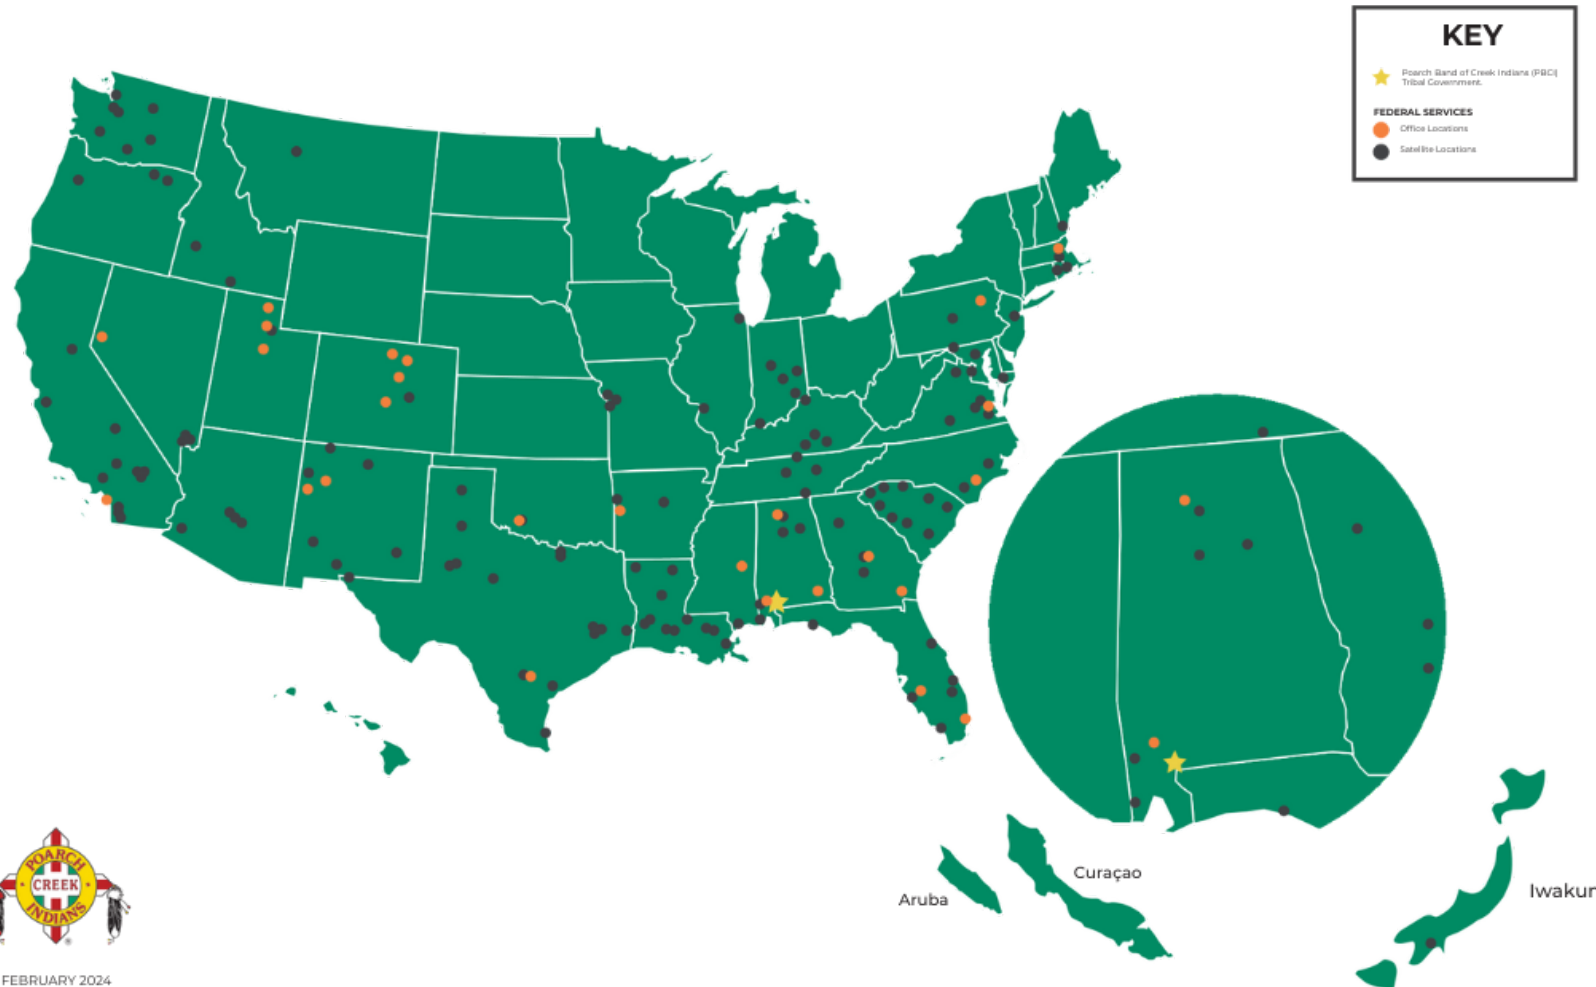 KEY
Poarch Band of Creek Indians (PBCI)
Tribal Government.
FEDERAL SERVICES
Office Locations
Satellite Locations
Curaçao
Aruba
Iwakun
POARCH
CREEK
INDIANS
®
FEBRUARY 2024